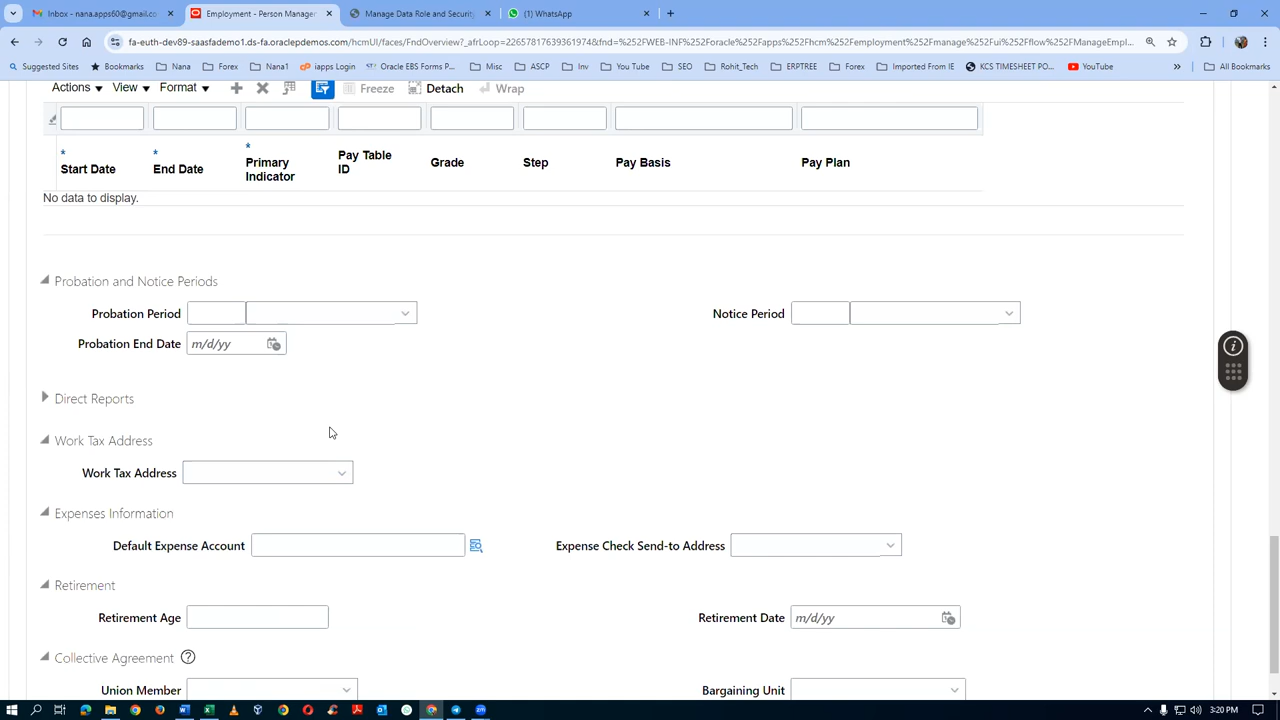 Inbox - nana.apps60@gmail.co
Employment - Person Manager
Manage Data Role and Securit
(1) WhatsApp
fa-euth-dev89-saasfademo1.ds-fa.oraclepdemos.com/hcmUI/faces/FndOverview?_afrLoop=22657817639361974&fnd=%252FWEB-INF%252Foracle%252Fapps%252Fhcm%252Femployment%252Fmanage%252Fui%252Fflow%252FManageEmpl...
Suggested Sites
Bookmarks
Nana
Forex
Nana1
iapps Login
Oracle EBS Forms P...
Misc
ASCP
Inv
You Tube
SEO
Rohit_Tech
ERPTREE
Forex
Imported From IE
KCS TIMESHEET PO...
YouTube
»
All Bookmarks
Actions View Format Freeze Detach Wrap
* Start Date
* End Date
* Primary Indicator
Pay Table ID
Grade
Step
Pay Basis
Pay Plan
No data to display.
Probation and Notice Periods
Probation Period
Notice Period
Probation End Date m/d/yy
Direct Reports
Work Tax Address
Work Tax Address
Expenses Information
Default Expense Account
Expense Check Send-to Address
Retirement
Retirement Age
Retirement Date m/d/yy
Collective Agreement
Union Member
Bargaining Unit
3:20 PM